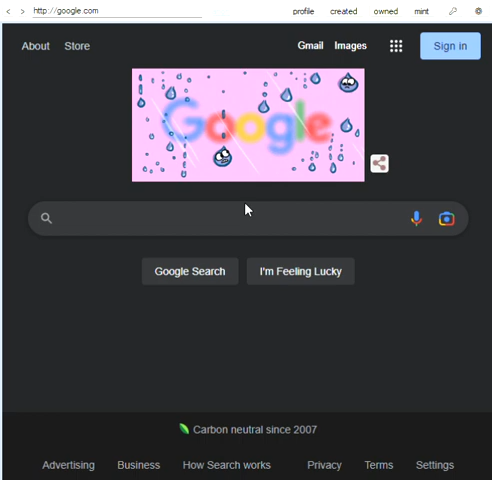 < > http://google.com profile created owned mint
About Store Gmail Images Sign in
Google
Google Search I'm Feeling Lucky
Carbon neutral since 2007
Advertising Business How Search works Privacy Terms Settings